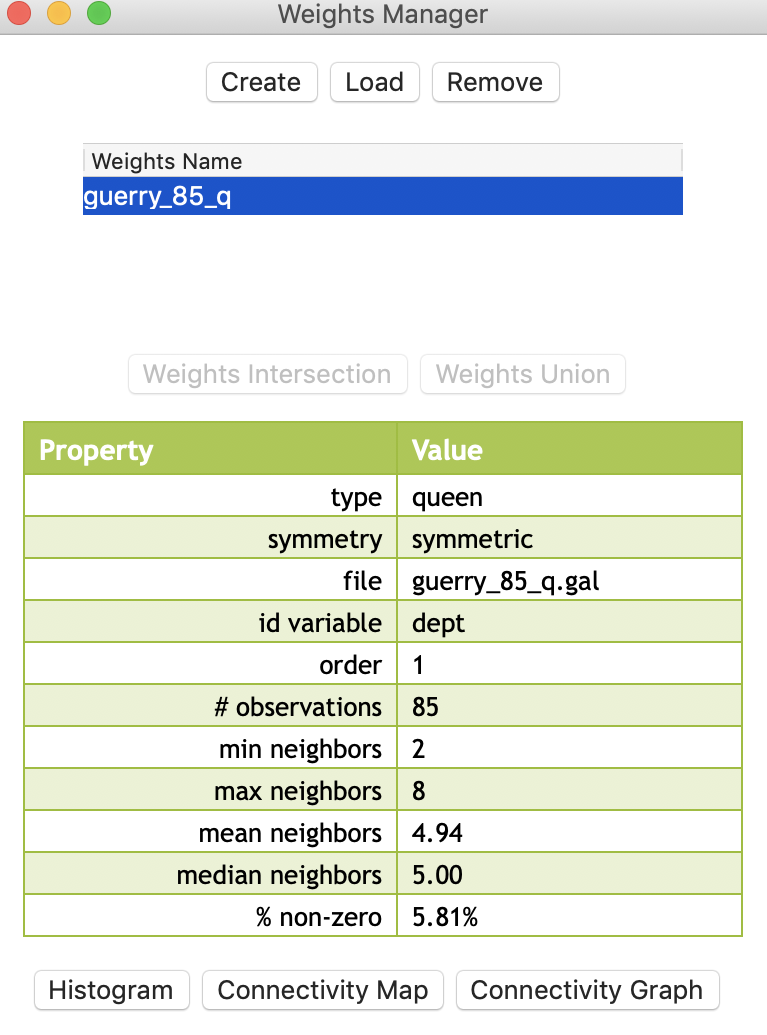 Weights Manager
Create Load Remove
Weights Name
guerry_85_q
Weights Intersection Weights Union
Property Value
type queen
symmetry symmetric
file guerry_85_q.gal
id variable dept
order 1
# observations 85
min neighbors 2
max neighbors 8
mean neighbors 4.94
median neighbors 5.00
% non-zero 5.81%
Histogram Connectivity Map Connectivity Graph